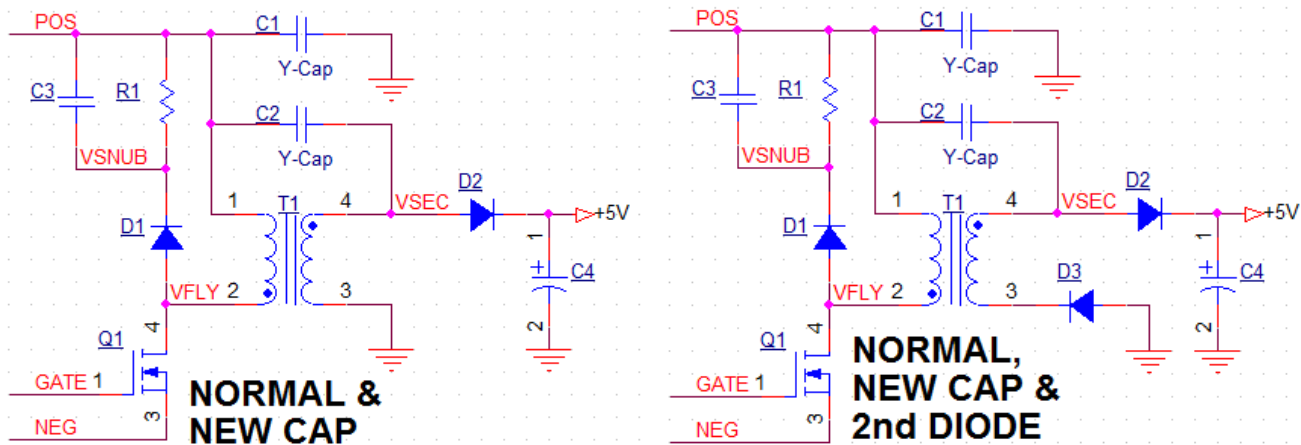 POS
C1
Y-Cap
C3
R1
C2
Y-Cap
VSNUB
1
T1
4
VSEC
D2
+5V
D1
1
+
C4
VFLY
2
3
2
4
Q1
GATE
1
3
NEG
NORMAL &
NEW CAP
POS
C1
Y-Cap
C3
R1
C2
Y-Cap
VSNUB
1
T1
4
VSEC
D2
+5V
D1
1
+
C4
D3
VFLY
2
3
2
4
Q1
GATE
1
3
NEG
NORMAL,
NEW CAP &
2nd DIODE